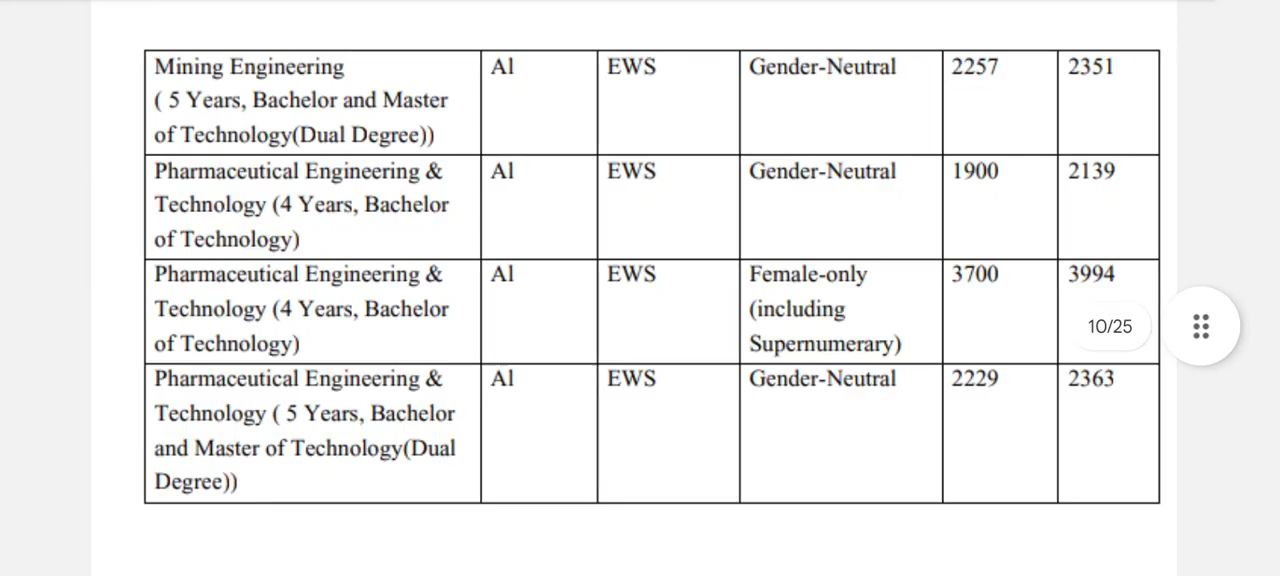 Mining Engineering AI EWS Gender-Neutral 2257 2351
( 5 Years, Bachelor and Master
of Technology(Dual Degree))
Pharmaceutical Engineering & AI EWS Gender-Neutral 1900 2139
Technology (4 Years, Bachelor
of Technology)
Pharmaceutical Engineering & AI EWS Female-only 3700 3994
Technology (4 Years, Bachelor (including
of Technology) Supernumerary)
10/25
Pharmaceutical Engineering & AI EWS Gender-Neutral 2229 2363
Technology ( 5 Years, Bachelor
and Master of Technology(Dual
Degree))